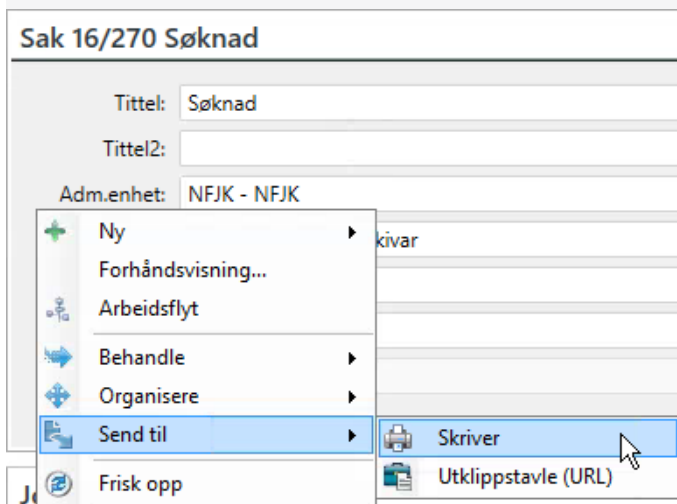 Sak 16/270 Søknad
Tittel: Søknad
Tittel2:
Adm.enhet: NFJK - NFJK
Ny
kivar
Forhåndsvisning...
Arbeidsflyt
Behandle
Organisere
Send til
Skriver
Utklippstavle (URL)
Frisk opp